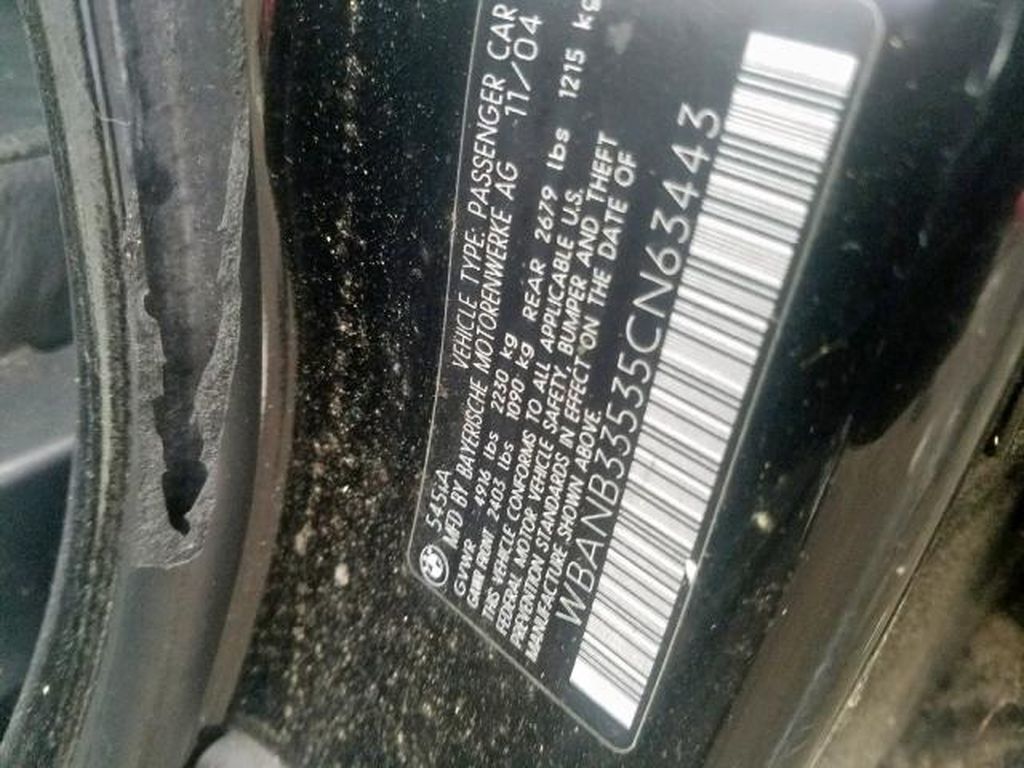 545iA VEHICLE TYPE: PASSENGER CAR
MFD BY BAYERISCHE MOTORENWERKE AG 11/04
GVWR 4916 lbs 2230 kg
GAWR FRONT 2403 lbs 1090 kg REAR 2679 lbs 1215 kg
THIS VEHICLE CONFORMS TO ALL APPLICABLE U.S.
FEDERAL MOTOR VEHICLE SAFETY, BUMPER AND THEFT
PREVENTION STANDARDS IN EFFECT ON THE DATE OF
MANUFACTURE SHOWN ABOVE.
WBANB33535CN63443